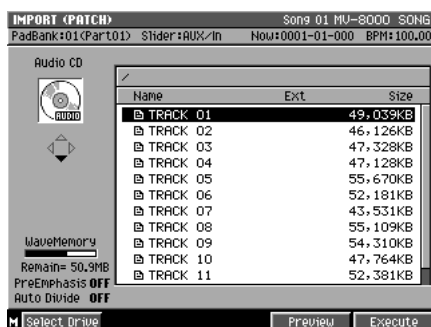 IMPORT (PATCH) Song 01 MV-8000 SONG
PadBank:01(Part01) Slider:AUX/In Now:0001-01-000 BPM:100.00
Audio CD
/
AUDIO
Name Ext Size
TRACK 01 49,039KB
TRACK 02 46,126KB
TRACK 03 47,328KB
TRACK 04 47,128KB
TRACK 05 55,670KB
TRACK 06 52,181KB
TRACK 07 43,531KB
TRACK 08 55,109KB
TRACK 09 54,310KB
TRACK 10 47,764KB
TRACK 11 52,381KB
WaveMemory
Remain= 50.9MB
PreEmphasis OFF
Auto Divide OFF
M Select Drive Preview Execute